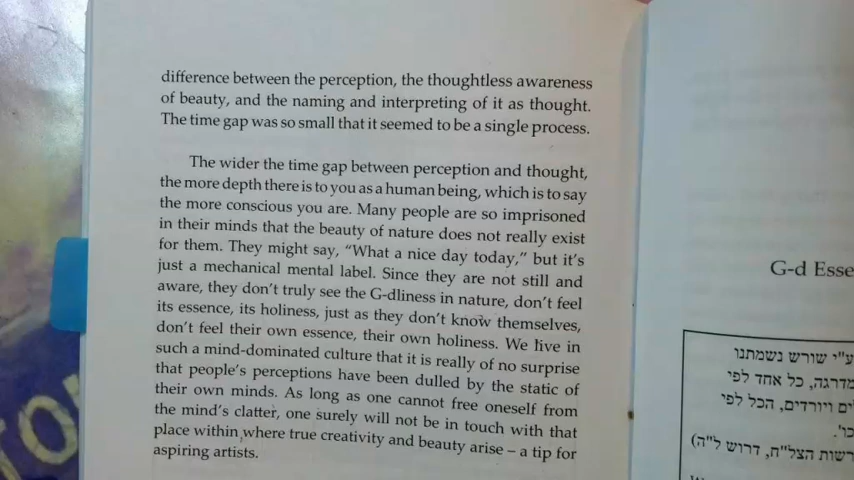 difference between the perception, the thoughtless awareness
of beauty, and the naming and interpreting of it as thought.
The time gap was so small that it seemed to be a single process.
The wider the time gap between perception and thought,
the more depth there is to you as a human being, which is to say
the more conscious you are. Many people are so imprisoned
in their minds that the beauty of nature does not really exist
for them. They might say, “What a nice day today,” but it’s
just a mechanical mental label. Since they are not still and
aware, they don’t truly see the G-dliness in nature, don’t feel
its essence, its holiness, just as they don’t know themselves,
don’t feel their own essence, their own holiness. We live in
such a mind-dominated culture that it is really of no surprise
that people’s perceptions have been dulled by the static of
their own minds. As long as one cannot free oneself from
the mind’s clatter, one surely will not be in touch with that
place within, where true creativity and beauty arise – a tip for
aspiring artists.
G-d Esse
ע"י שורש נשמתנו
מדרגה, כל אחד לפי
ויורדים, הכל לפי
כו'.
דרשות הצל"ח, דרוש ל"ה)